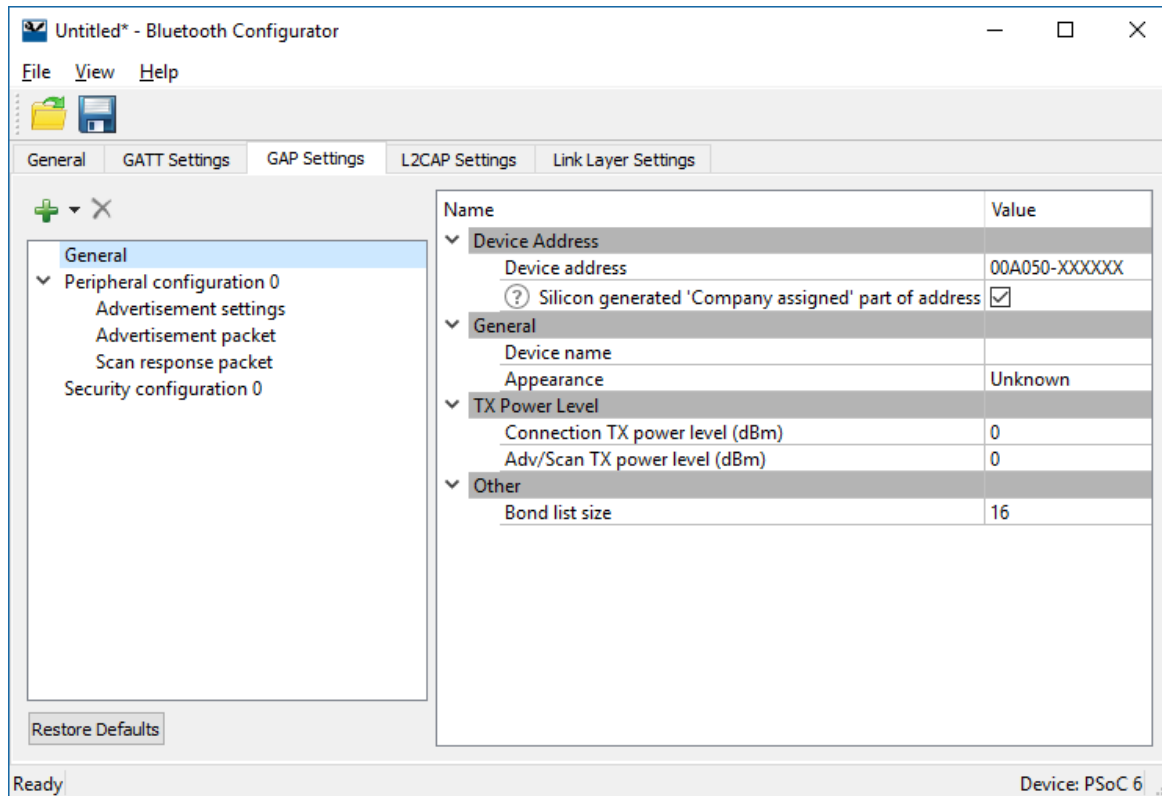 Untitled* - Bluetooth Configurator
File View Help
General GATT Settings GAP Settings L2CAP Settings Link Layer Settings
General
Peripheral configuration 0
Advertisement settings
Advertisement packet
Scan response packet
Security configuration 0
Restore Defaults
Name Value
Device Address
Device address 00A050-XXXXXX
? Silicon generated 'Company assigned' part of address
General
Device name
Appearance Unknown
TX Power Level
Connection TX power level (dBm) 0
Adv/Scan TX power level (dBm) 0
Other
Bond list size 16
Ready Device: PSoC 6